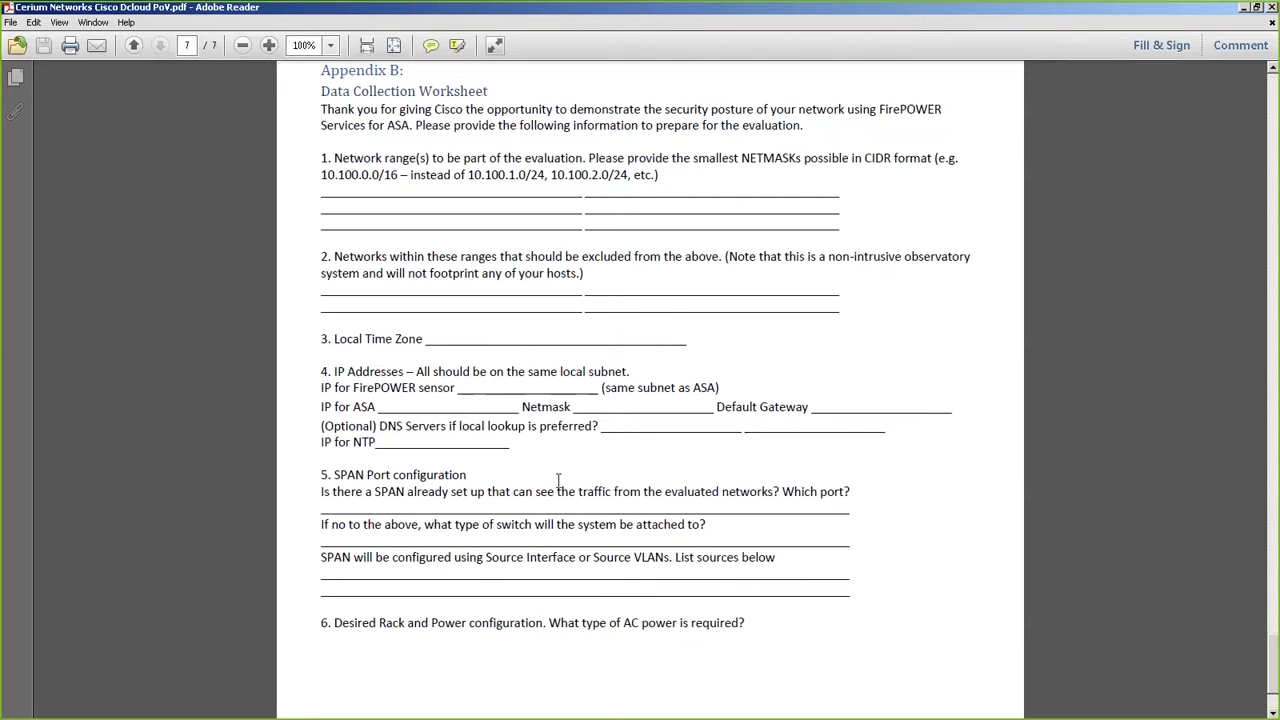 Cerium Networks Cisco Dcloud PoV.pdf - Adobe Reader
File Edit View Window Help
7 / 7 100% Fill & Sign Comment
Appendix B:
Data Collection Worksheet
Thank you for giving Cisco the opportunity to demonstrate the security posture of your network using FirePOWER
Services for ASA. Please provide the following information to prepare for the evaluation.
1. Network range(s) to be part of the evaluation. Please provide the smallest NETMASKs possible in CIDR format (e.g.
10.100.0.0/16 – instead of 10.100.1.0/24, 10.100.2.0/24, etc.)
2. Networks within these ranges that should be excluded from the above. (Note that this is a non-intrusive observatory
system and will not footprint any of your hosts.)
3. Local Time Zone
4. IP Addresses – All should be on the same local subnet.
IP for FirePOWER sensor (same subnet as ASA)
IP for ASA Netmask Default Gateway
(Optional) DNS Servers if local lookup is preferred?
IP for NTP
5. SPAN Port configuration
Is there a SPAN already set up that can see the traffic from the evaluated networks? Which port?
If no to the above, what type of switch will the system be attached to?
SPAN will be configured using Source Interface or Source VLANs. List sources below
6. Desired Rack and Power configuration. What type of AC power is required?